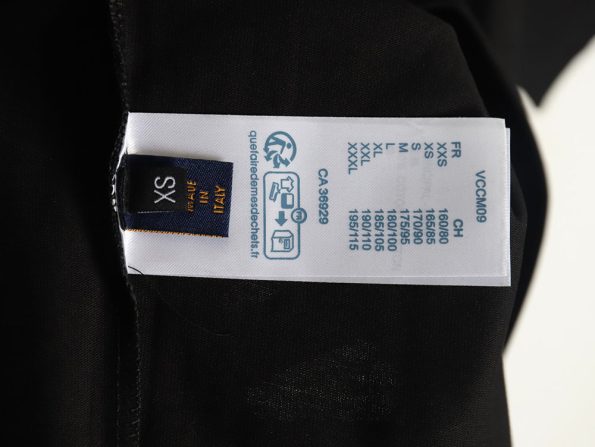 VCCM09
FR CH
XXS 160/80
XS 165/85
S 170/90
M 175/95
L 180/100
XL 185/105
XXL 190/110
XXXL 195/115
CA 36929
quefairedemesdechets.fr
XS
MADE
IN
ITALY